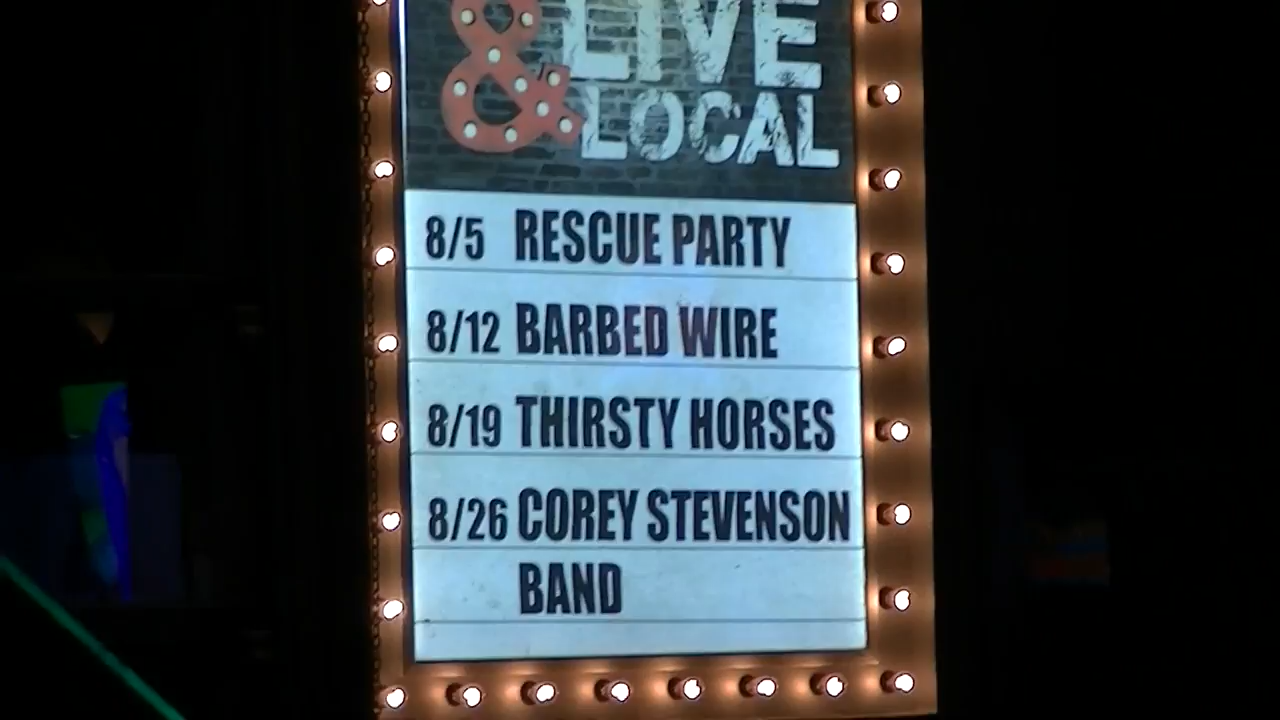 & LIVE
LOCAL
8/5 RESCUE PARTY
8/12 BARBED WIRE
8/19 THIRSTY HORSES
8/26 COREY STEVENSON
BAND